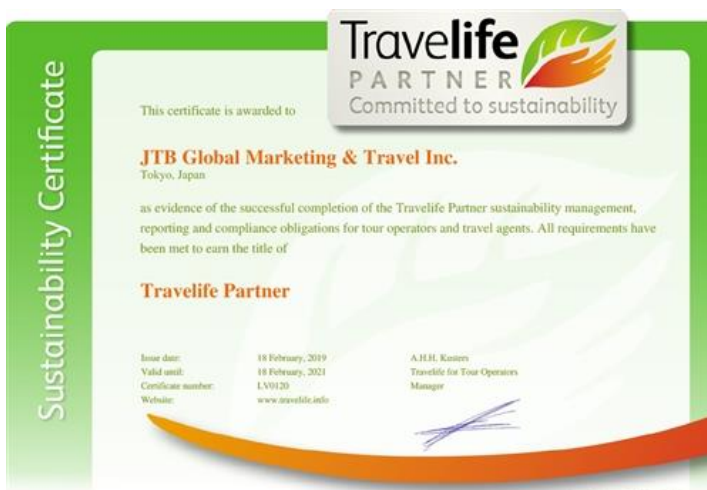 Travelife
PARTNER
Committed to sustainability
Sustainability Certificate
This certificate is awarded to
JTB Global Marketing & Travel Inc.
Tokyo, Japan
as evidence of the successful completion of the Travelife Partner sustainability management,
reporting and compliance obligations for tour operators and travel agents. All requirements have
been met to earn the title of
Travelife Partner
Issue date: 18 February, 2019
Valid until: 18 February, 2021
Certificate number: LV0120
Website: www.travelife.info
A.H.H. Kusters
Travelife for Tour Operators
Manager